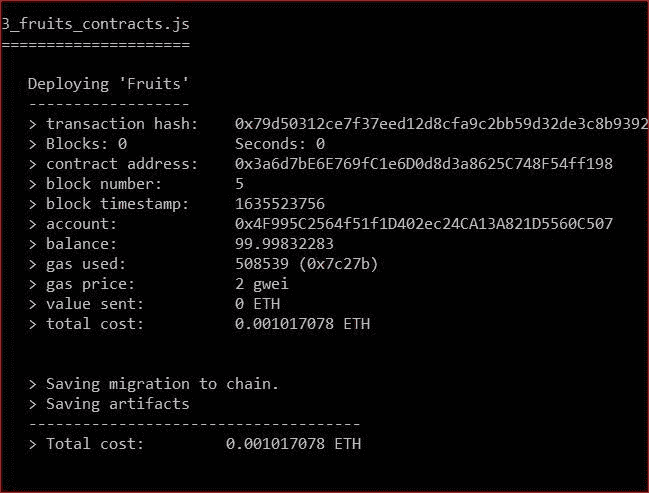 3_fruits_contracts.js
=====================
Deploying 'Fruits'
------------------
> transaction hash: 0x79d50312ce7f37eed12d8cfa9c2bb59d32de3c8b9392
> Blocks: 0 Seconds: 0
> contract address: 0x3a6d7bE6E769fC1e6D0d8d3a8625C748F54ff198
> block number: 5
> block timestamp: 1635523756
> account: 0x4F995C2564f51f1D402ec24CA13A821D5560C507
> balance: 99.99832283
> gas used: 508539 (0x7c27b)
> gas price: 2 gwei
> value sent: 0 ETH
> total cost: 0.001017078 ETH
> Saving migration to chain.
> Saving artifacts
-------------------------------------
> Total cost: 0.001017078 ETH